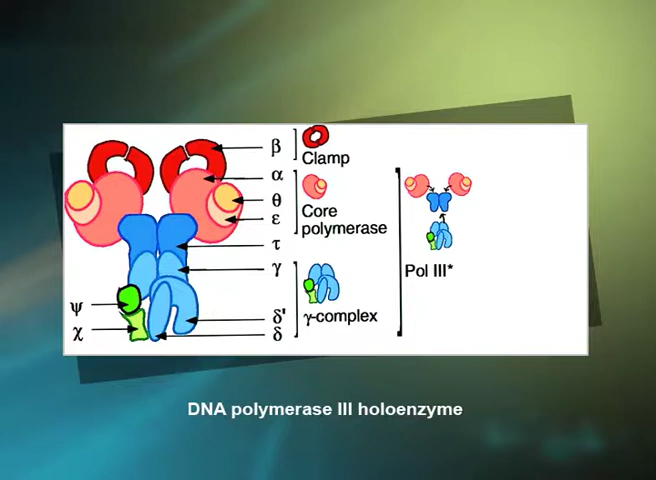 β
Clamp
α
θ
ε
Core
polymerase
τ
γ
Pol III*
ψ
χ
δ'
δ
γ-complex
DNA polymerase III holoenzyme